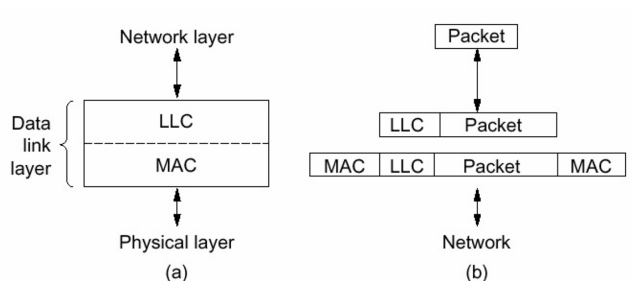 Network layer
Data
link
layer
LLC
MAC
Physical layer
(a)
Packet
LLC Packet
MAC LLC Packet MAC
Network
(b)